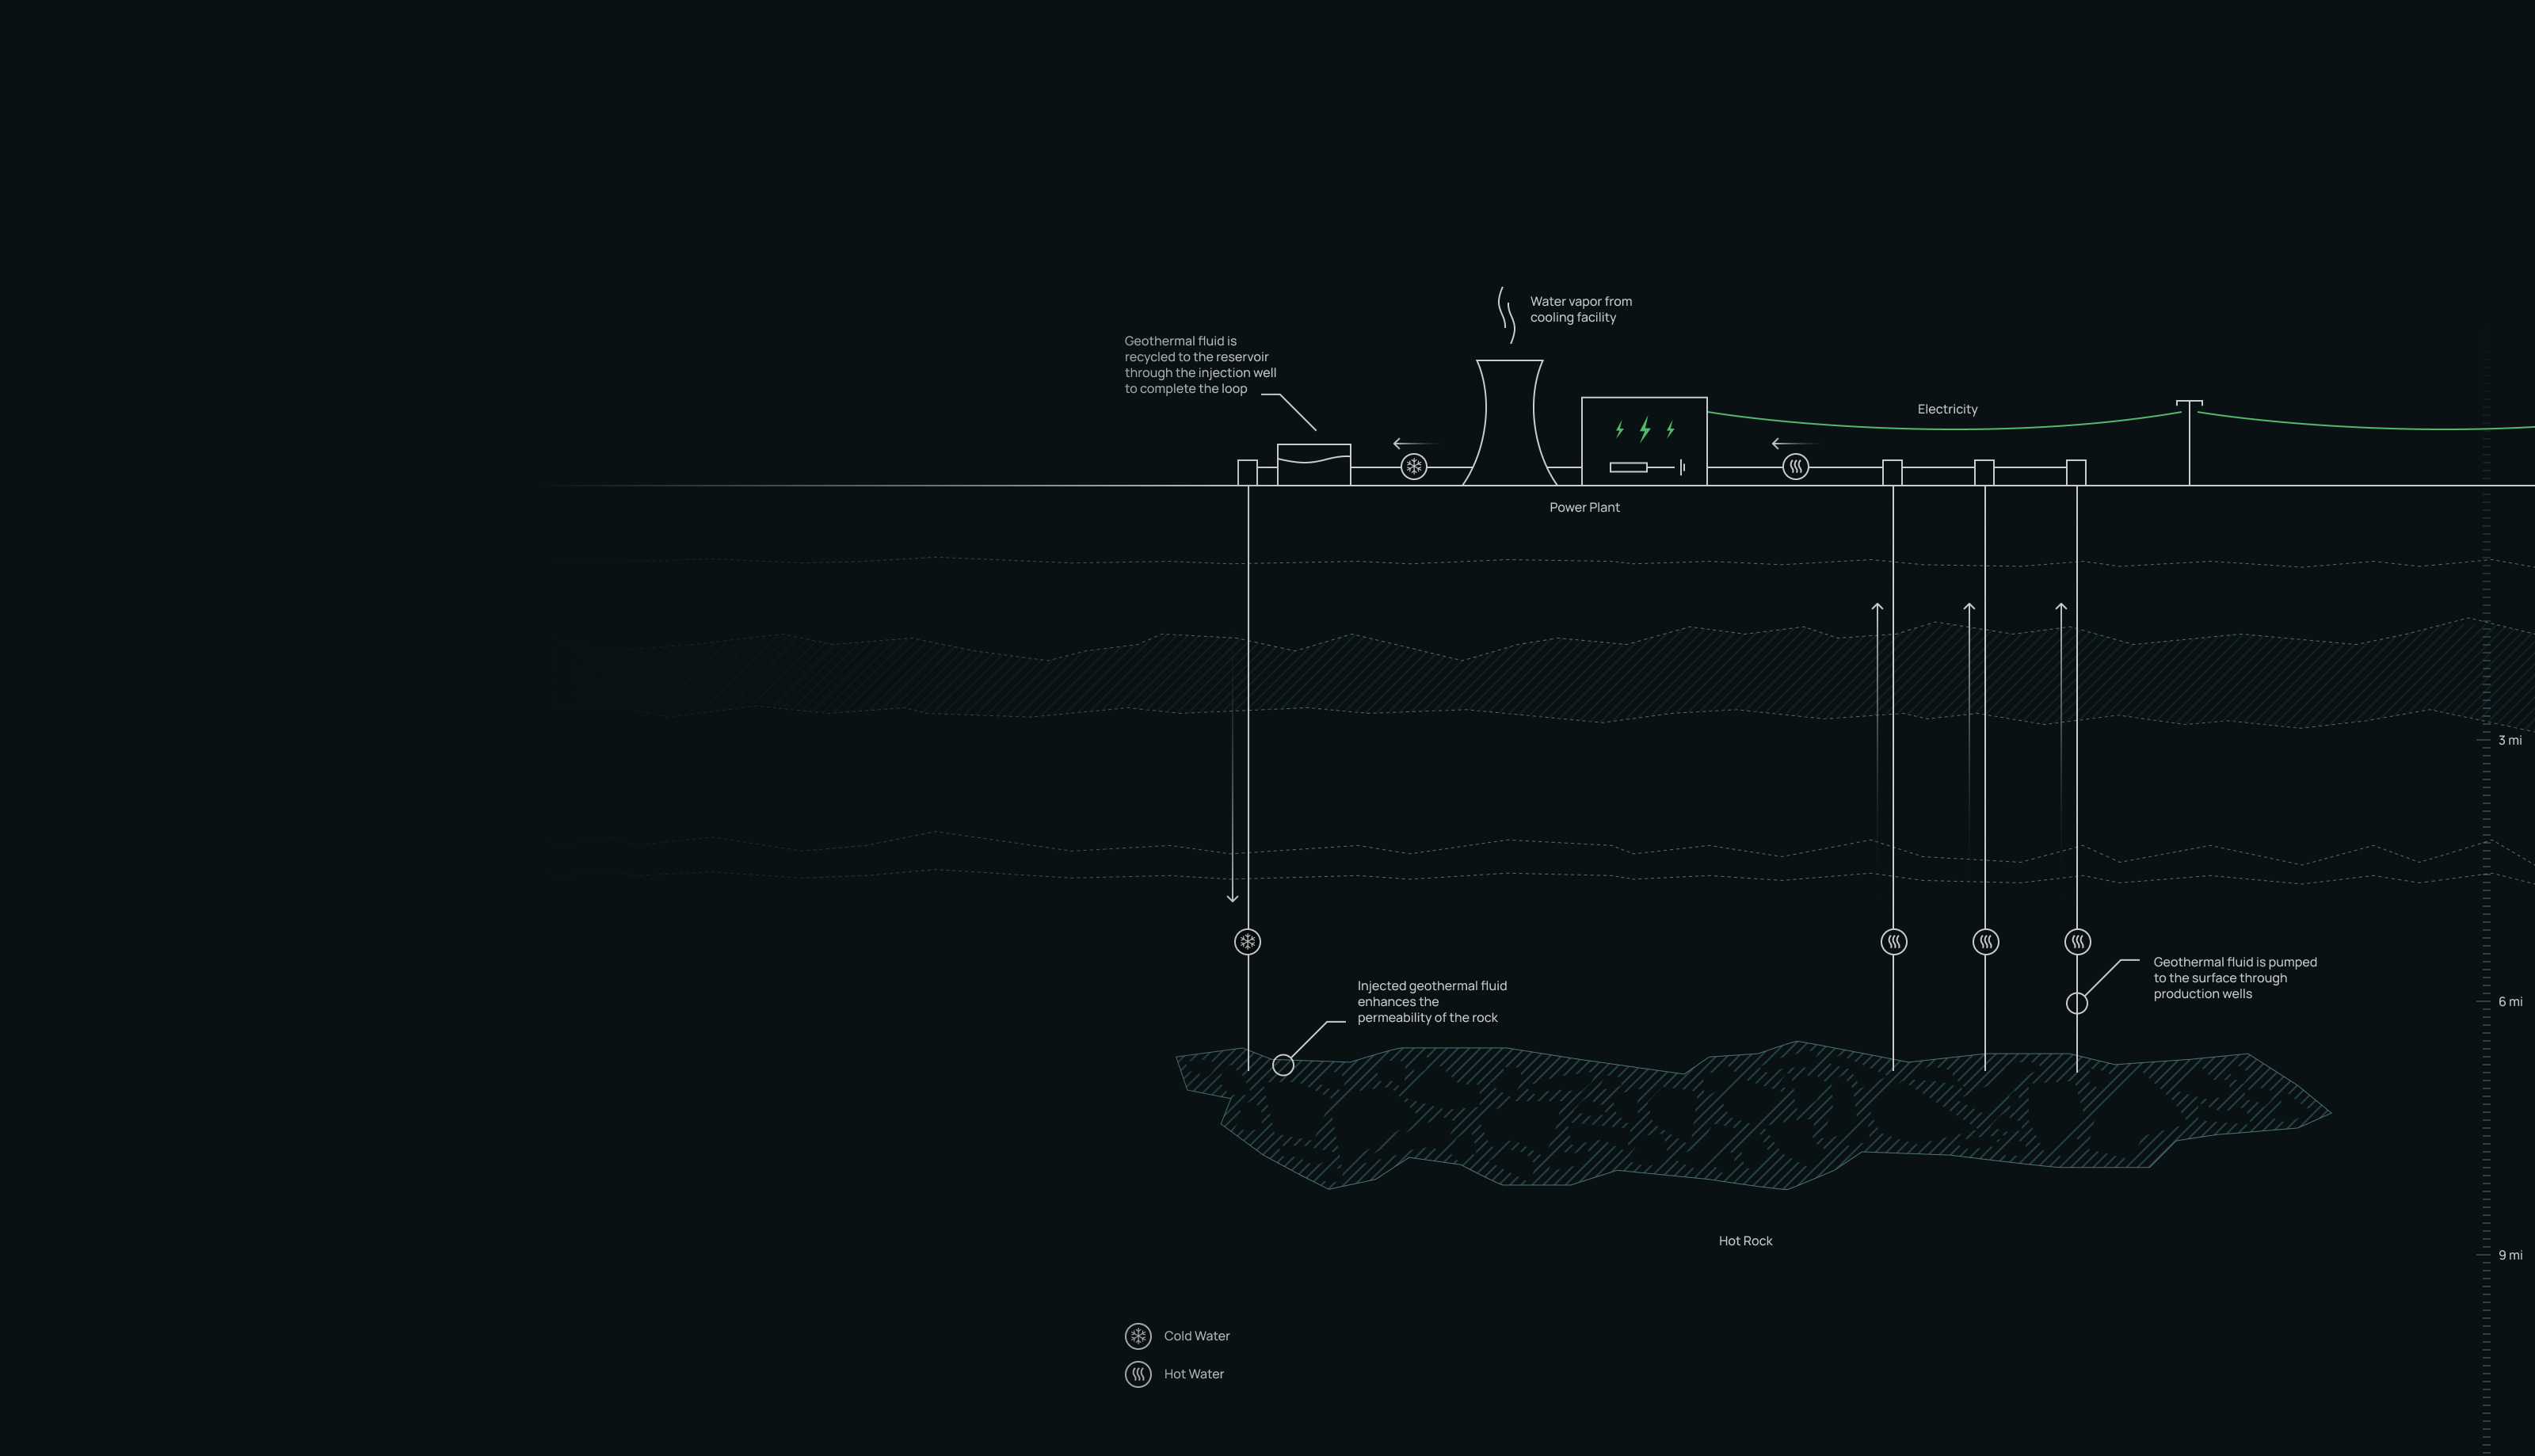 Water vapor from
cooling facility
Geothermal fluid is
recycled to the reservoir
through the injection well
to complete the loop
Electricity
Power Plant
3 mi
Geothermal fluid is pumped
to the surface through
production wells
Injected geothermal fluid
enhances the
permeability of the rock
6 mi
Hot Rock
9 mi
Cold Water
Hot Water